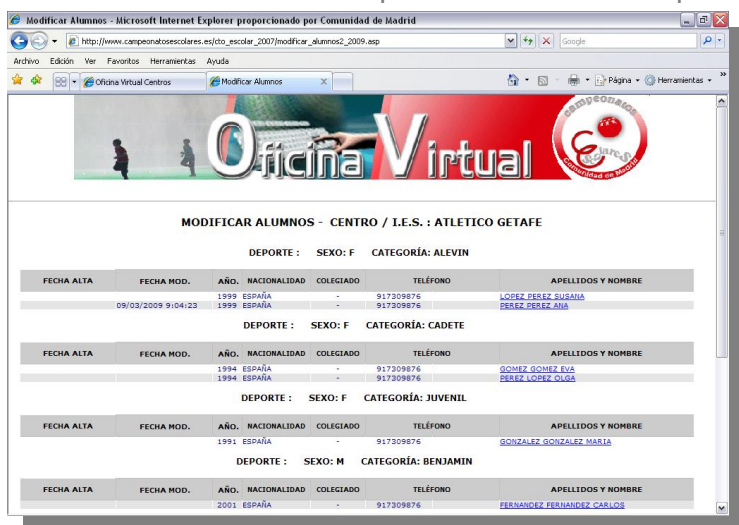 Modificar Alumnos - Microsoft Internet Explorer proporcionado por Comunidad de Madrid
http://www.campeonatosescolares.es/cto_escolar_2007/modificar_alumnos2_2009.asp
Google
Archivo Edición Ver Favoritos Herramientas Ayuda
Oficina Virtual Centros Modificar Alumnos Página Herramientas
Oficina Virtual
campeonatos
Escolares
Comunidad de Madrid
MODIFICAR ALUMNOS - CENTRO / I.E.S. : ATLETICO GETAFE
DEPORTE : SEXO: F CATEGORÍA: ALEVIN
FECHA ALTA FECHA MOD. AÑO. NACIONALIDAD COLEGIADO TELÉFONO APELLIDOS Y NOMBRE
1999 ESPAÑA - 917309876 LOPEZ PEREZ SUSANA
09/03/2009 9:04:23 1999 ESPAÑA - 917309876 PEREZ PEREZ ANA
DEPORTE : SEXO: F CATEGORÍA: CADETE
FECHA ALTA FECHA MOD. AÑO. NACIONALIDAD COLEGIADO TELÉFONO APELLIDOS Y NOMBRE
1994 ESPAÑA - 917309876 GOMEZ GOMEZ EVA
1994 ESPAÑA - 917309876 PEREZ LOPEZ OLGA
DEPORTE : SEXO: F CATEGORÍA: JUVENIL
FECHA ALTA FECHA MOD. AÑO. NACIONALIDAD COLEGIADO TELÉFONO APELLIDOS Y NOMBRE
1991 ESPAÑA - 917309876 GONZALEZ GONZALEZ MARIA
DEPORTE : SEXO: M CATEGORÍA: BENJAMIN
FECHA ALTA FECHA MOD. AÑO. NACIONALIDAD COLEGIADO TELÉFONO APELLIDOS Y NOMBRE
2001 ESPAÑA - 917309876 FERNANDEZ FERNANDEZ CARLOS